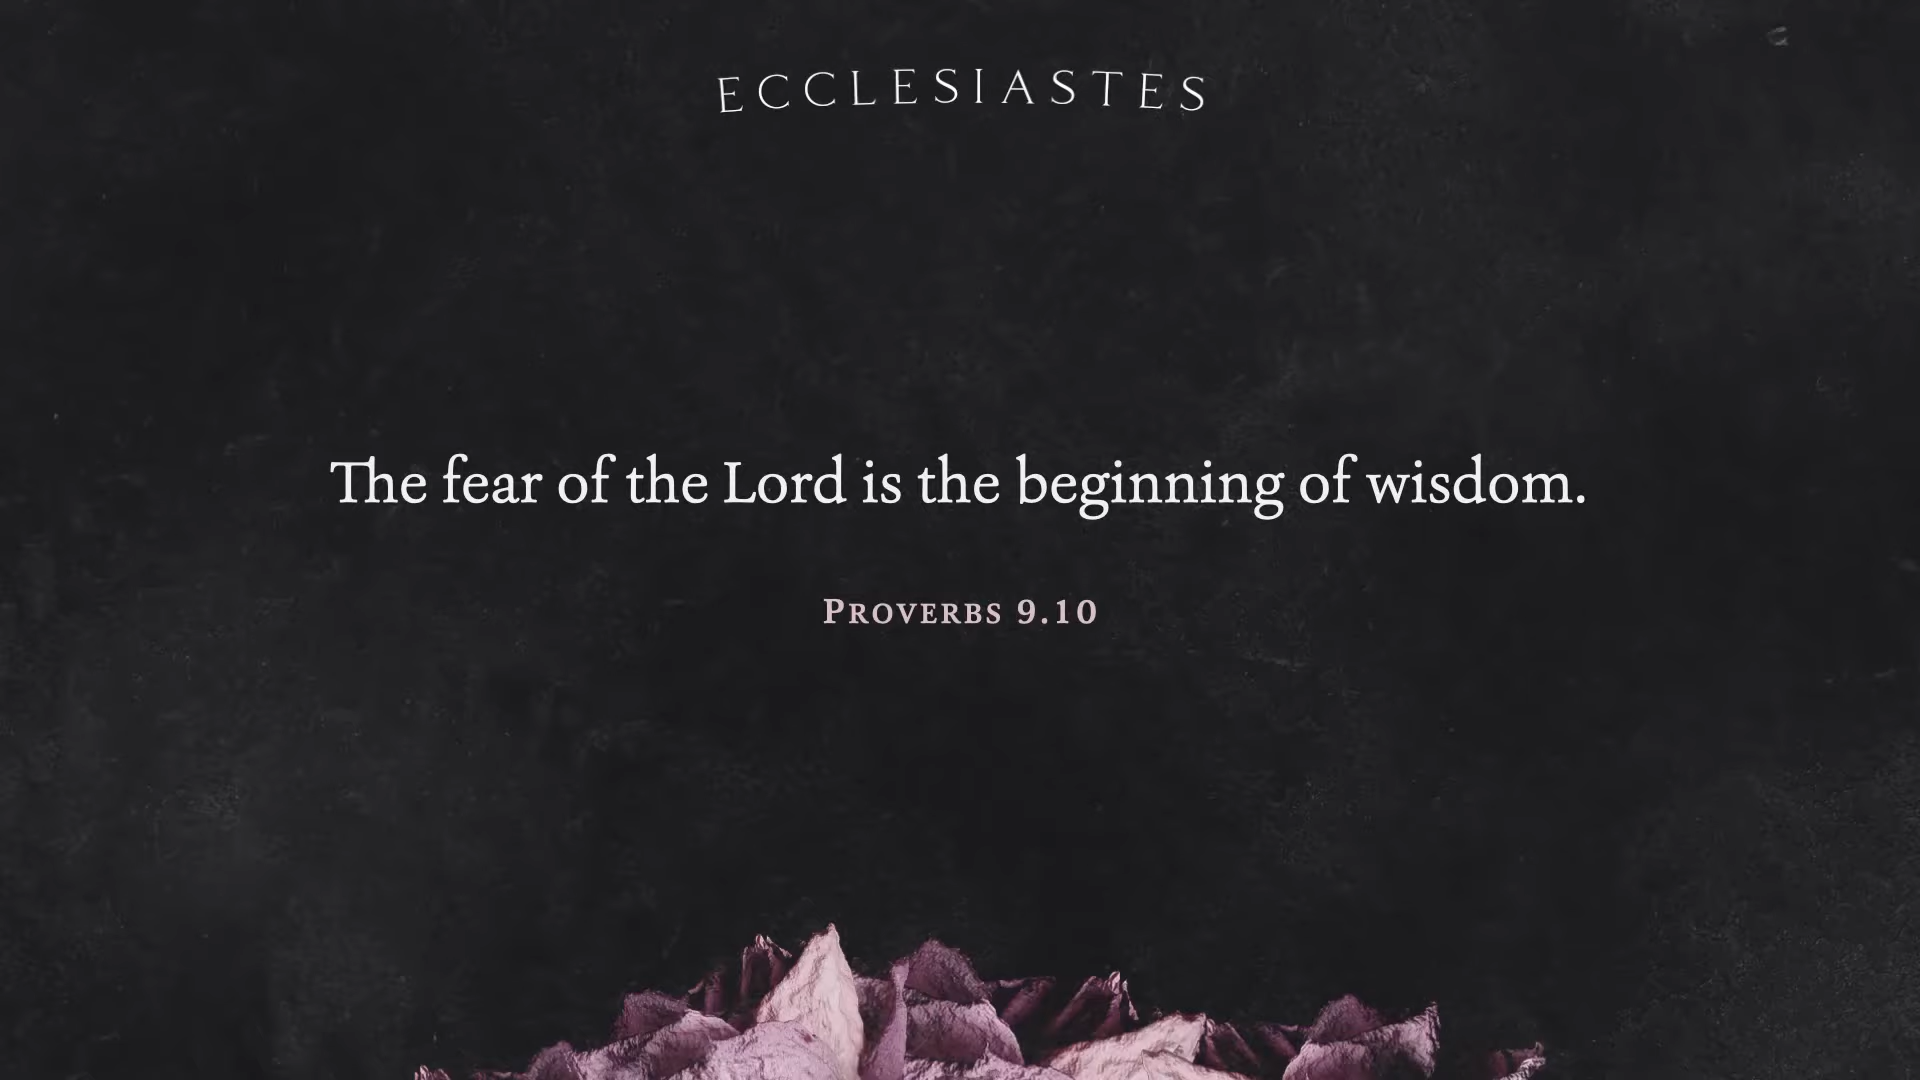 ECCLESIASTES
The fear of the Lord is the beginning of wisdom.
PROVERBS 9.10